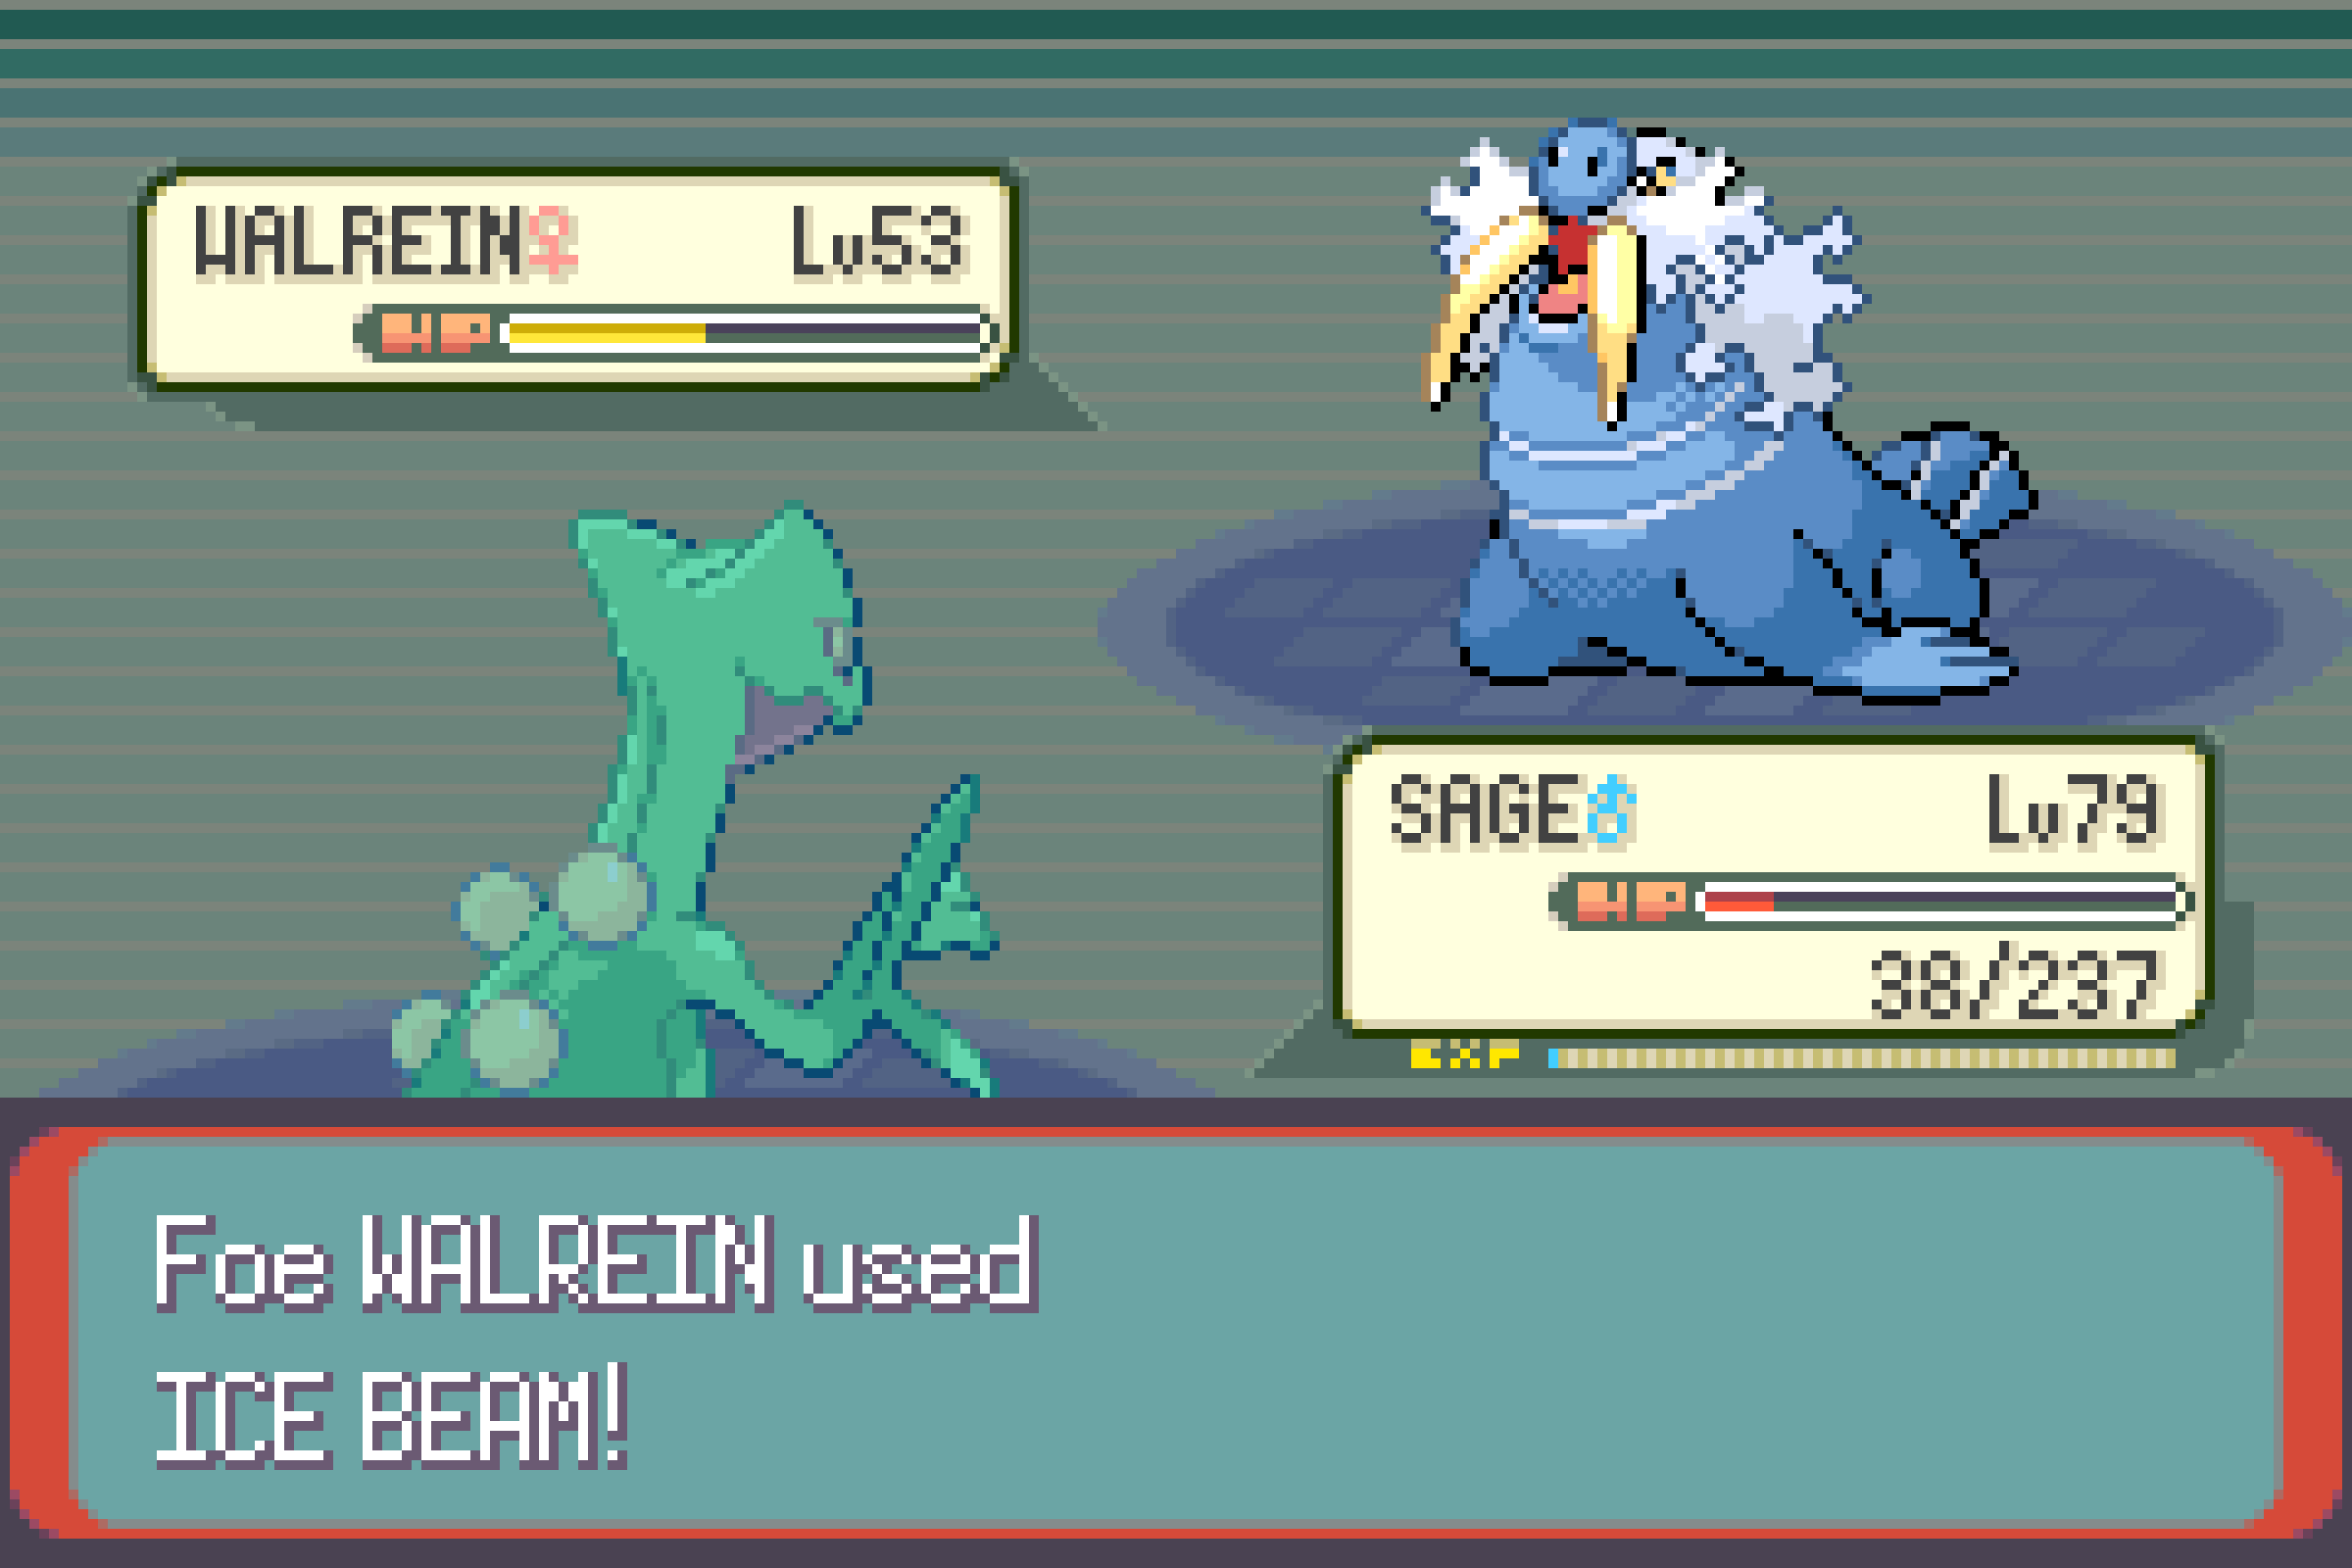 WALREIN♀ Lv53
HP
SAGE♂ Lv79
HP
38/237
EXP
Foe WALREIN used
ICE BEAM!